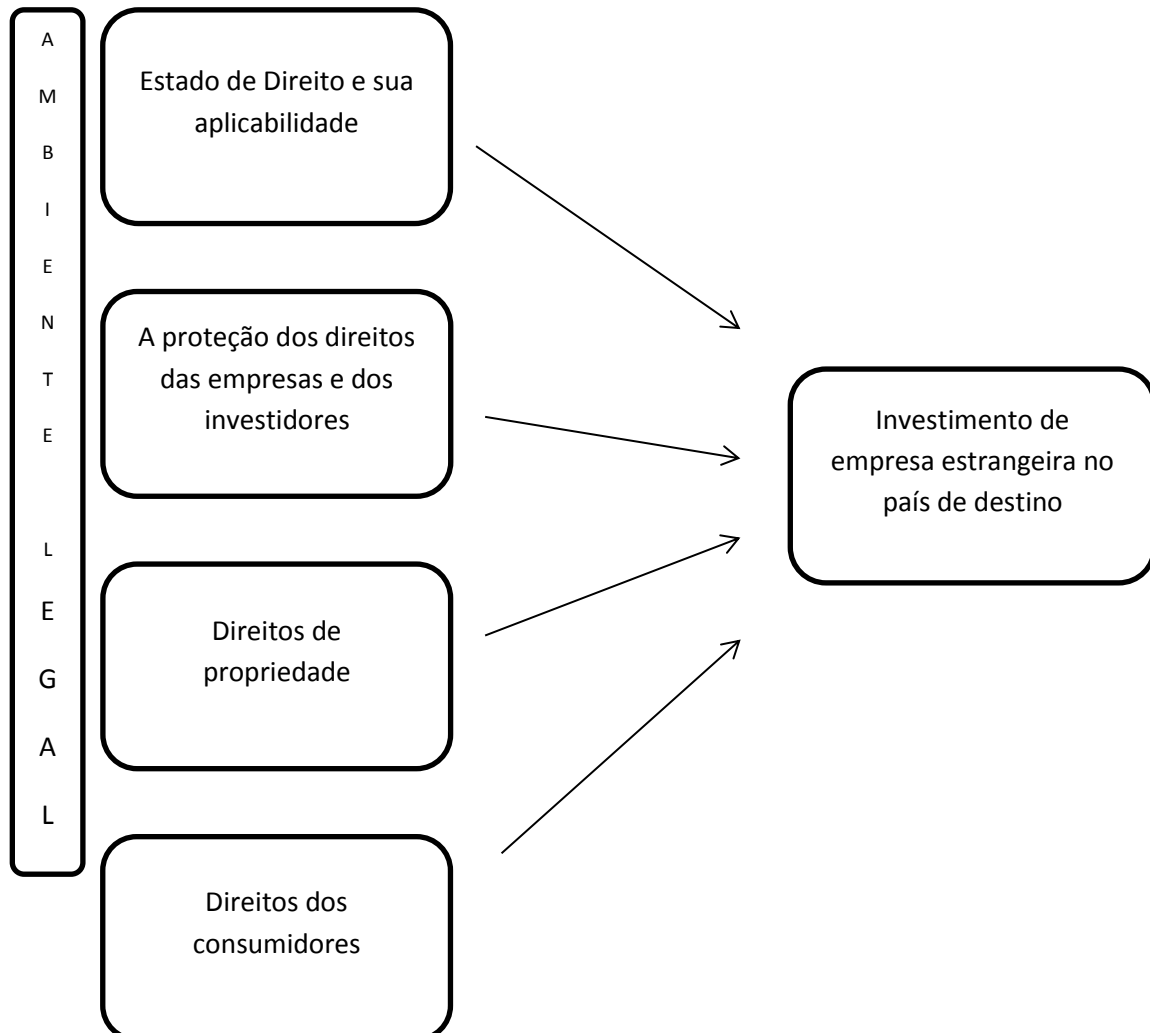 A
M
B
I
E
N
T
E
L
E
G
A
L
Estado de Direito e sua
aplicabilidade
A proteção dos direitos
das empresas e dos
investidores
Direitos de
propriedade
Direitos dos
consumidores
Investimento de
empresa estrangeira no
país de destino